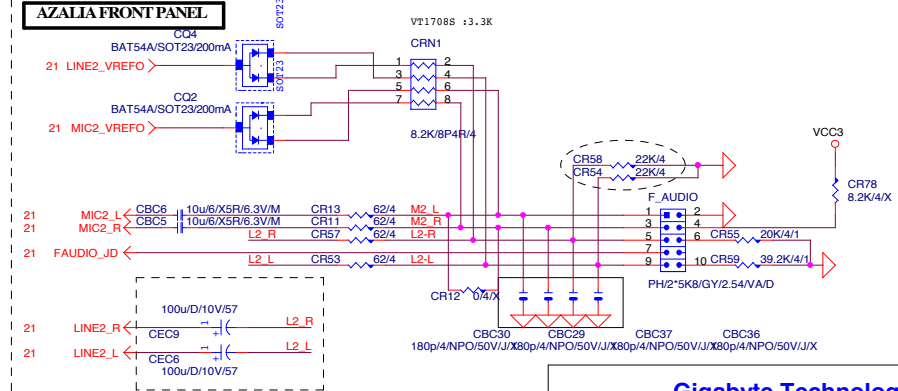 AZALIA FRONT PANEL
SOT23
VT1708S :3.3K
CQ4
BAT54A/SOT23/200mA
CRN1
21 LINE2_VREFO
1 2
3 4
5 6
7 8
SOT23
CQ2
BAT54A/SOT23/200mA
21 MIC2_VREFO
8.2K/8P4R/4
VCC3
CR58 22K/4
CR54 22K/4
CR78
8.2K/4/X
F_AUDIO
21 MIC2_L CBC6 10u/6/X5R/6.3V/M CR13 62/4 M2_L 1 2
21 MIC2_R CBC5 10u/6/X5R/6.3V/M CR11 62/4 M2_R 3 4
L2_R CR57 62/4 L2-R 5 6 CR55 20K/4/1
21 FAUDIO_JD 7
L2_L CR53 62/4 L2-L 9 10 CR59 39.2K/4/1
PH/2*5K8/GY/2.54/VA/D
CR12 0/4/X
100u/D/10V/57
21 LINE2_R 1 + L2_R
CEC9
CBC30 CBC29 CBC37 CBC36
180p/4/NPO/50V/J/X 180p/4/NPO/50V/J/X 180p/4/NPO/50V/J/X 180p/4/NPO/50V/J/X
21 LINE2_L 1 + L2_L
CEC6
100u/D/10V/57
Gigabyte Technolog